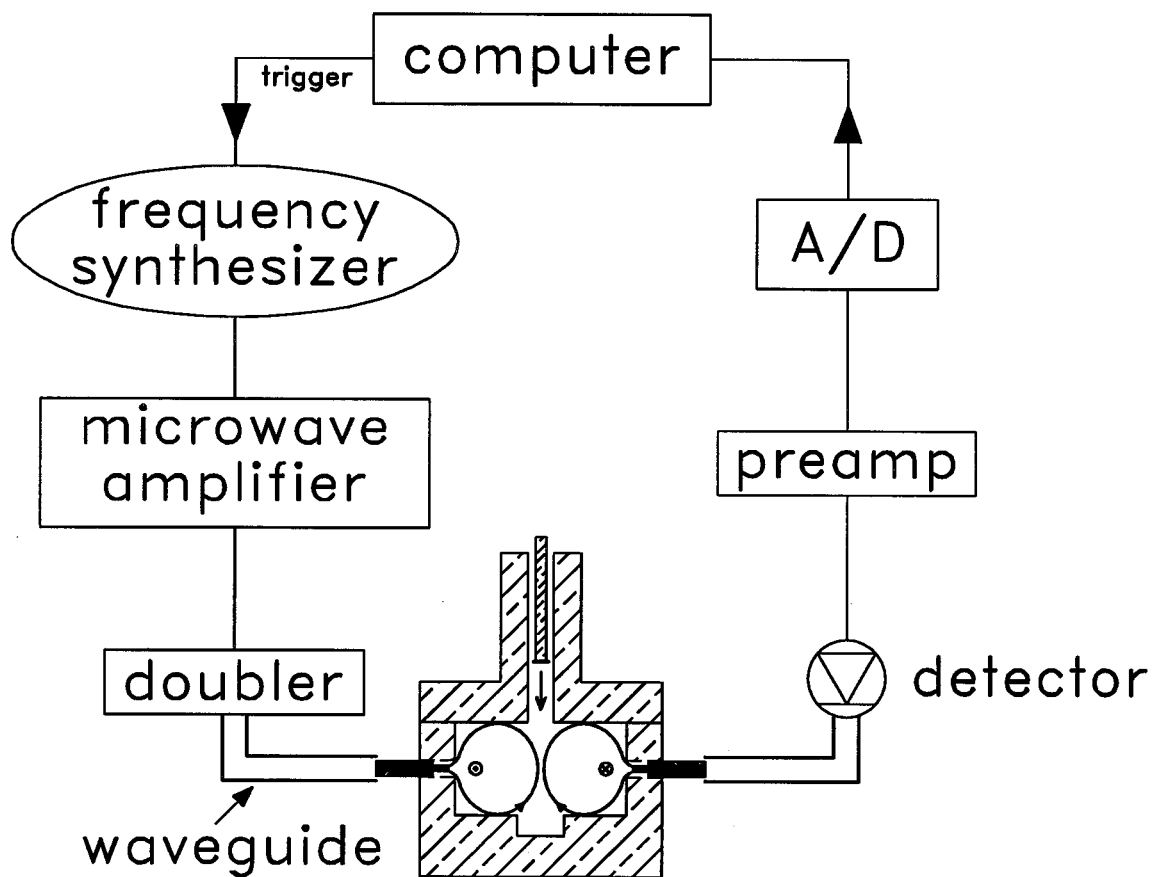 computer
trigger
frequency
synthesizer
A/D
microwave
amplifier
preamp
doubler
detector
waveguide